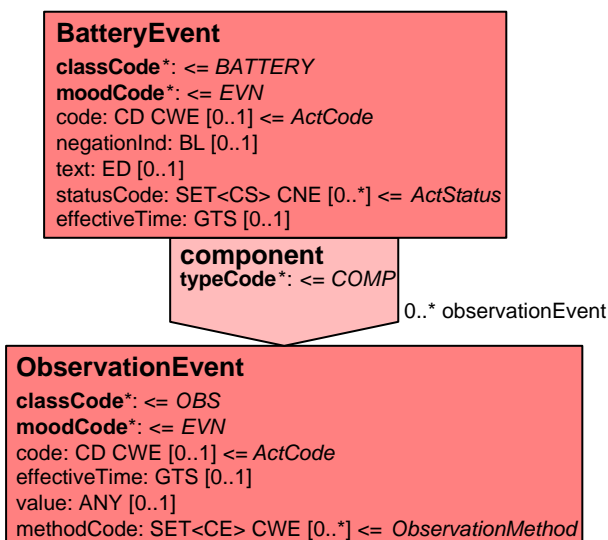 BatteryEvent
classCode*: <= BATTERY
moodCode*: <= EVN
code: CD CWE [0..1] <= ActCode
negationInd: BL [0..1]
text: ED [0..1]
statusCode: SET<CS> CNE [0..*] <= ActStatus
effectiveTime: GTS [0..1]
component
typeCode*: <= COMP
0..* observationEvent
ObservationEvent
classCode*: <= OBS
moodCode*: <= EVN
code: CD CWE [0..1] <= ActCode
effectiveTime: GTS [0..1]
value: ANY [0..1]
methodCode: SET<CE> CWE [0..*] <= ObservationMethod